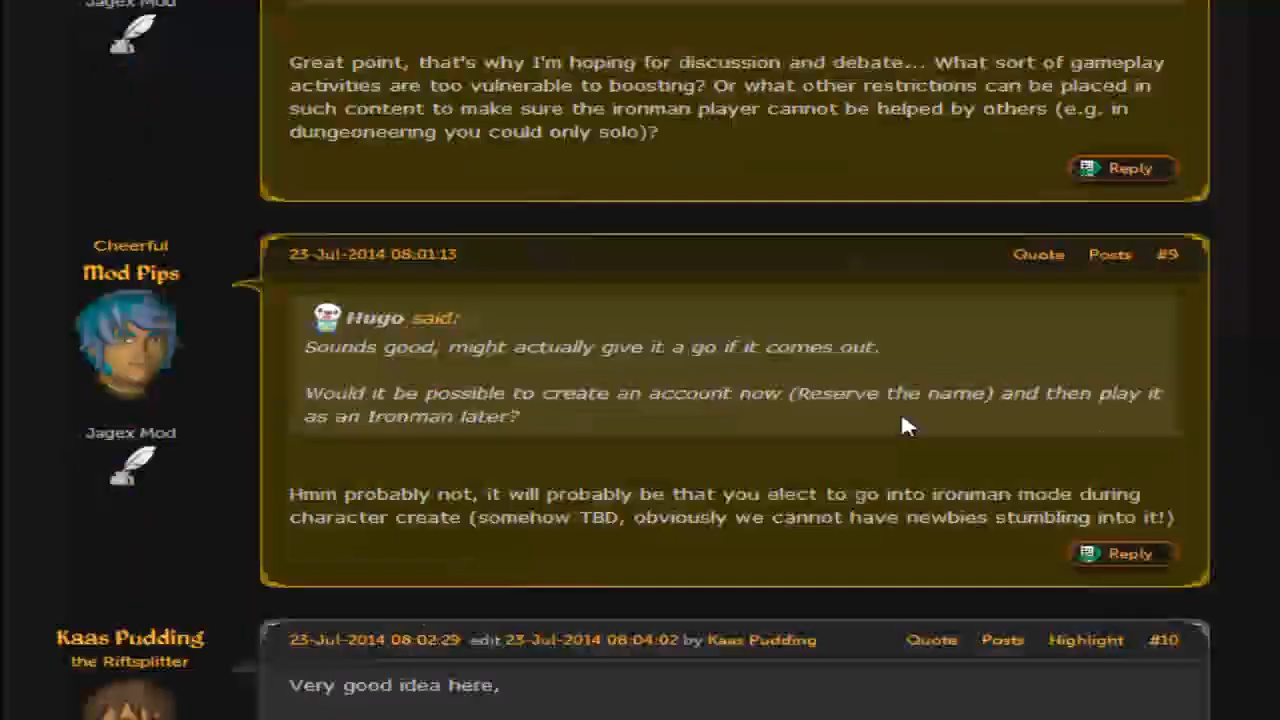 Jagex Mod
Great point, that's why I'm hoping for discussion and debate... What sort of gameplay
activities are too vulnerable to boosting? Or what other restrictions can be placed in
such content to make sure the ironman player cannot be helped by others (e.g. in
dungeoneering you could only solo)?
Reply
Cheerful
Mod Pips
Jagex Mod
23-Jul-2014 08:01:13
Quote Posts #9
Hugo said:
Sounds good, might actually give it a go if it comes out.
Would it be possible to create an account now (Reserve the name) and then play it
as an Ironman later?
Hmm probably not, it will probably be that you elect to go into ironman mode during
character create (somehow TBD, obviously we cannot have newbies stumbling into it!)
Reply
Kaas Pudding
the Riftsplitter
23-Jul-2014 08:02:29 edit 23-Jul-2014 08:04:02 by Kaas Pudding
Quote Posts Highlight #10
Very good idea here,